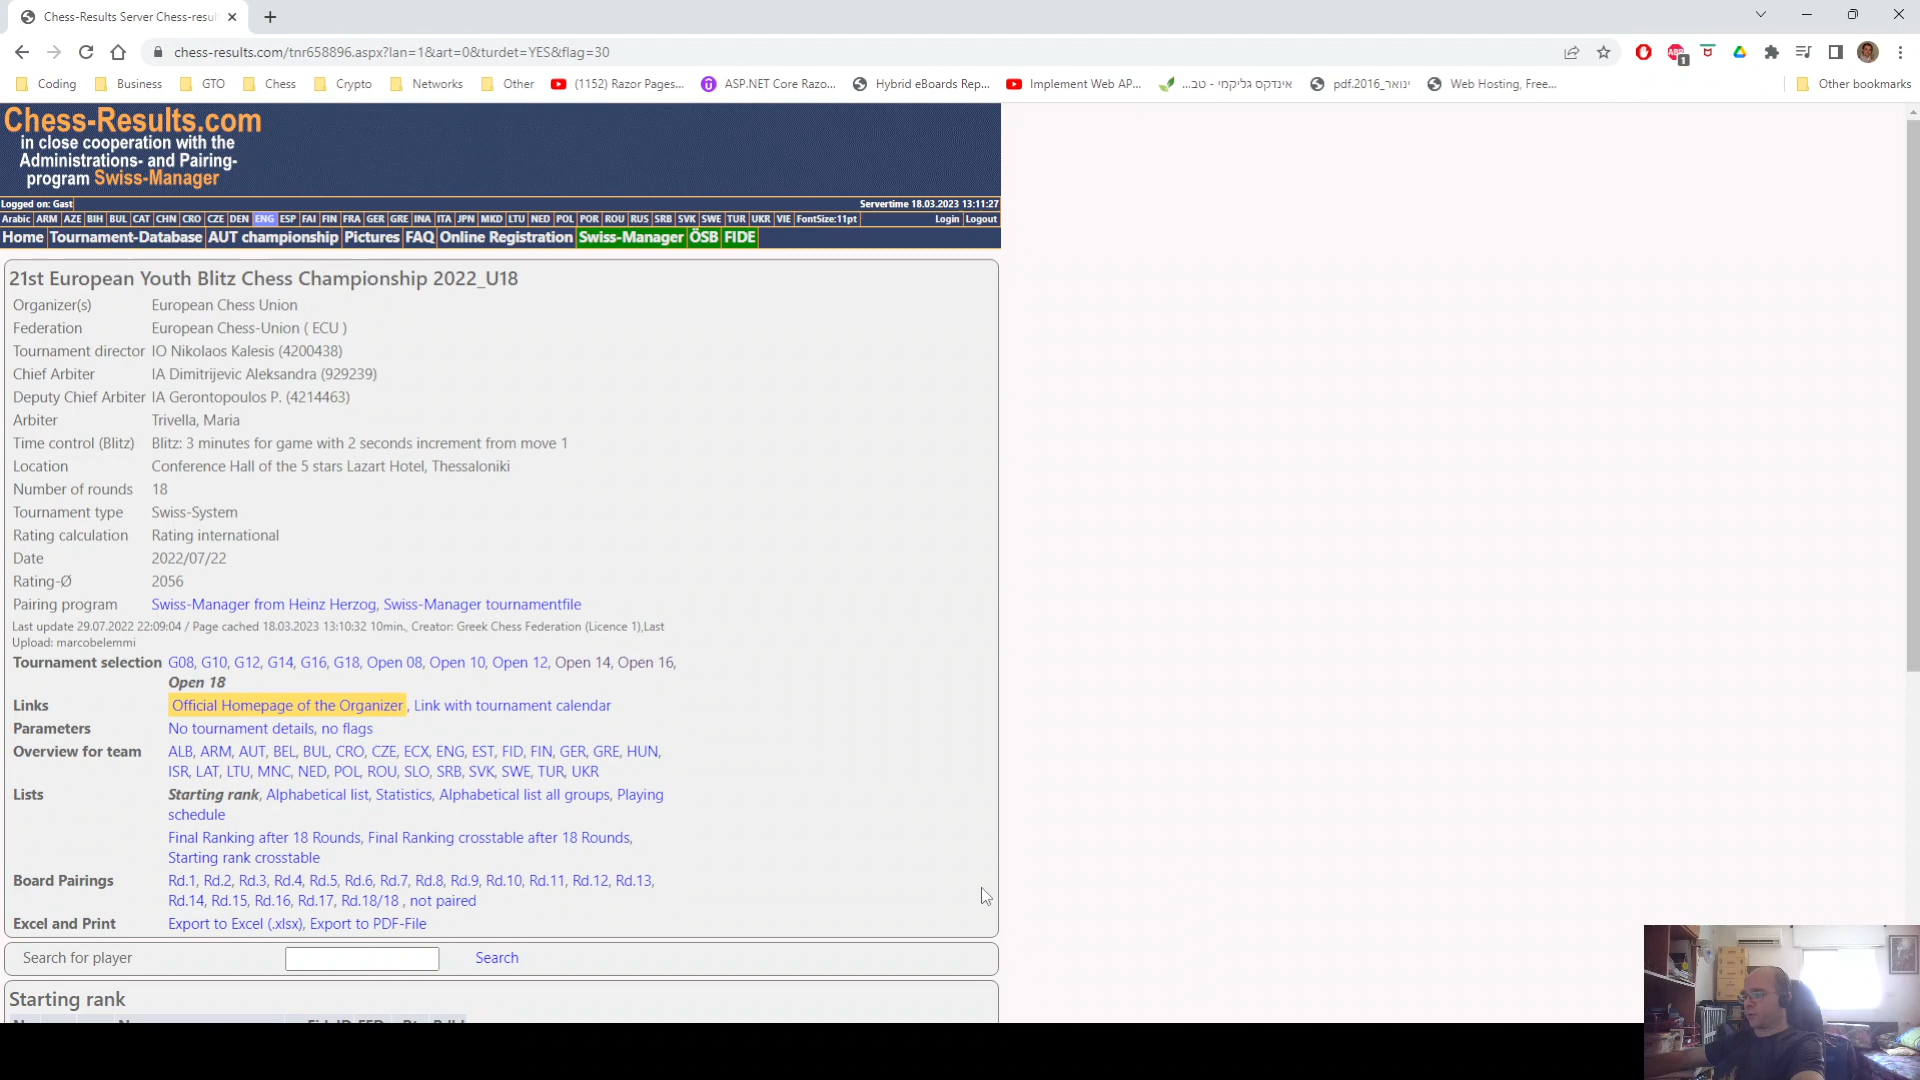 Chess-Results Server Chess-resul
chess-results.com/tnr658896.aspx?lan=1&art=0&turdet=YES&flag=30
1
Coding Business GTO Chess Crypto Networks Other (1152) Razor Pages... ASP.NET Core Razo... Hybrid eBoards Rep... Implement Web AP... אינדקס גליקמי - טב... ינואר_2016.pdf Web Hosting, Free... Other bookmarks
Chess-Results.com
in close cooperation with the
Administrations- and Pairing-
program Swiss-Manager
Logged on: Gast Servertime 18.03.2023 13:11:27
Arabic ARM AZE BIH BUL CAT CHN CRO CZE DEN ENG ESP FAI FIN FRA GER GRE INA ITA JPN MKD LTU NED POL POR ROU RUS SRB SVK SWE TUR UKR VIE FontSize:11pt Login Logout
Home Tournament-Database AUT championship Pictures FAQ Online Registration Swiss-Manager ÖSB FIDE
21st European Youth Blitz Chess Championship 2022_U18
Organizer(s) European Chess Union
Federation European Chess-Union ( ECU )
Tournament director IO Nikolaos Kalesis (4200438)
Chief Arbiter IA Dimitrijevic Aleksandra (929239)
Deputy Chief Arbiter IA Gerontopoulos P. (4214463)
Arbiter Trivella, Maria
Time control (Blitz) Blitz: 3 minutes for game with 2 seconds increment from move 1
Location Conference Hall of the 5 stars Lazart Hotel, Thessaloniki
Number of rounds 18
Tournament type Swiss-System
Rating calculation Rating international
Date 2022/07/22
Rating-Ø 2056
Pairing program Swiss-Manager from Heinz Herzog, Swiss-Manager tournamentfile
Last update 29.07.2022 22:09:04 / Page cached 18.03.2023 13:10:32 10min., Creator: Greek Chess Federation (Licence 1),Last
Upload: marcobelemmi
Tournament selection G08, G10, G12, G14, G16, G18, Open 08, Open 10, Open 12, Open 14, Open 16,
Open 18
Links Official Homepage of the Organizer , Link with tournament calendar
Parameters No tournament details, no flags
Overview for team ALB, ARM, AUT, BEL, BUL, CRO, CZE, ECX, ENG, EST, FID, FIN, GER, GRE, HUN,
ISR, LAT, LTU, MNC, NED, POL, ROU, SLO, SRB, SVK, SWE, TUR, UKR
Lists Starting rank, Alphabetical list, Statistics, Alphabetical list all groups, Playing
schedule
Final Ranking after 18 Rounds, Final Ranking crosstable after 18 Rounds,
Starting rank crosstable
Board Pairings Rd.1, Rd.2, Rd.3, Rd.4, Rd.5, Rd.6, Rd.7, Rd.8, Rd.9, Rd.10, Rd.11, Rd.12, Rd.13,
Rd.14, Rd.15, Rd.16, Rd.17, Rd.18/18 , not paired
Excel and Print Export to Excel (.xlsx), Export to PDF-File
Search for player Search
Starting rank